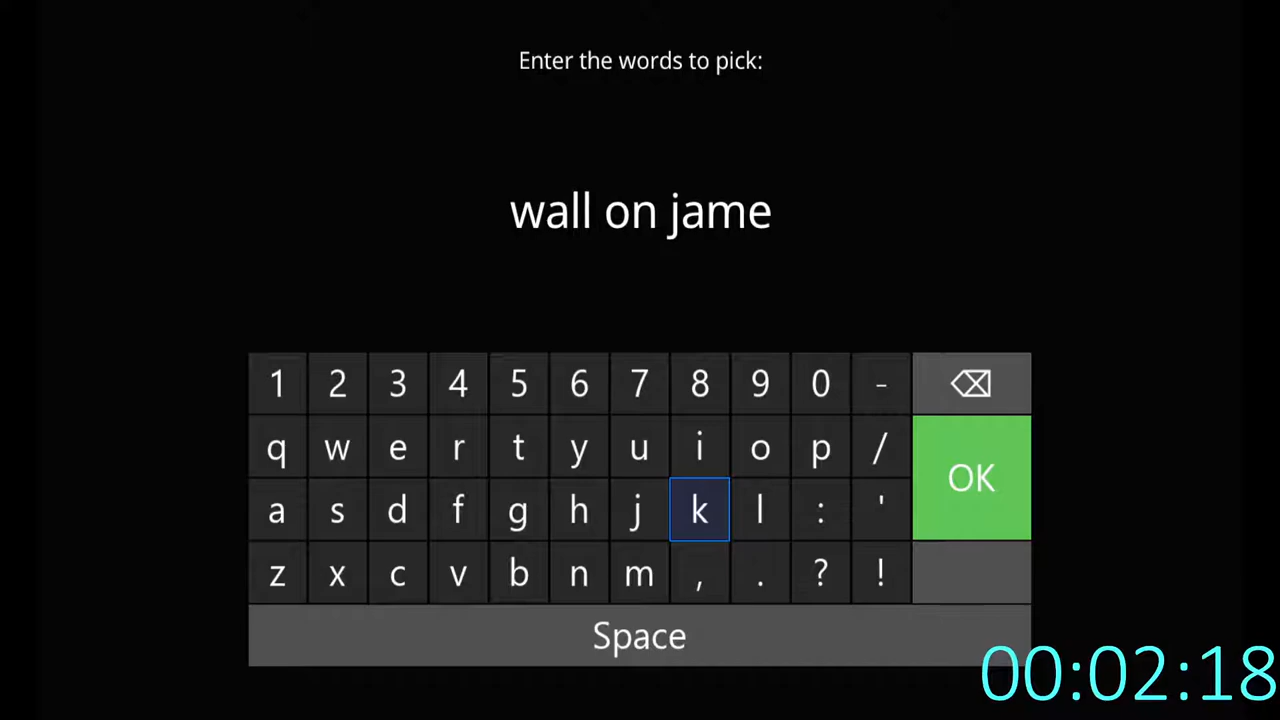 Enter the words to pick:
wall on jame
1 2 3 4 5 6 7 8 9 0 - ⌫
q w e r t y u i o p /
OK
a s d f g h j k l : '
z x c v b n m , . ? !
Space
00:02:18